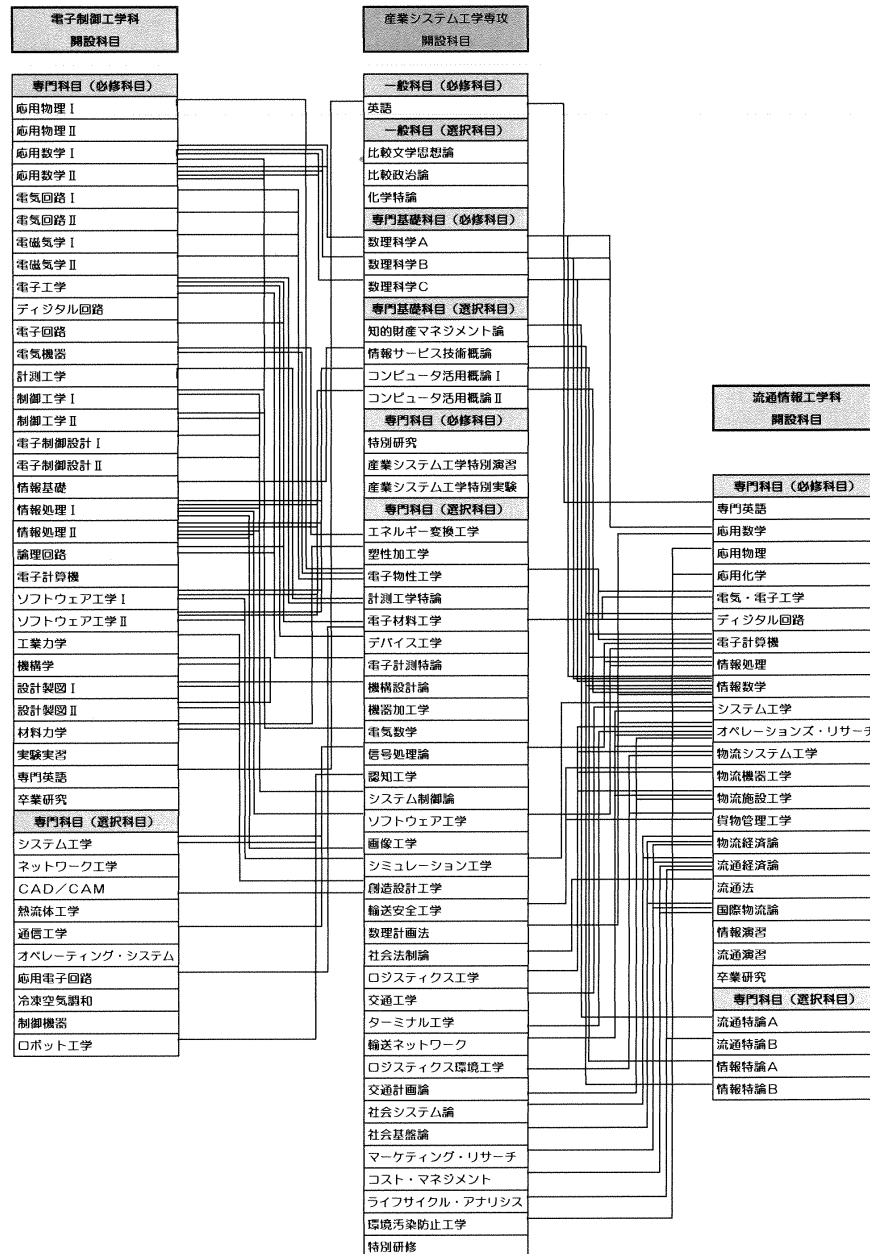 電子制御工学科
開設科目
専門科目（必修科目）
応用物理Ⅰ
応用物理Ⅱ
応用数学Ⅰ
応用数学Ⅱ
電気回路Ⅰ
電気回路Ⅱ
電磁気学Ⅰ
電磁気学Ⅱ
電子工学
ディジタル回路
電子回路
電気機器
計測工学
制御工学Ⅰ
制御工学Ⅱ
電子制御設計Ⅰ
電子制御設計Ⅱ
情報基礎
情報処理Ⅰ
情報処理Ⅱ
論理回路
電子計算機
ソフトウェア工学Ⅰ
ソフトウェア工学Ⅱ
工業力学
機構学
設計製図Ⅰ
設計製図Ⅱ
材料力学
実験実習
専門英語
卒業研究
専門科目（選択科目）
システム工学
ネットワーク工学
CAD／CAM
熱流体工学
通信工学
オペレーティング・システム
応用電子回路
冷凍空気調和
制御機器
ロボット工学
産業システム工学専攻
開設科目
一般科目（必修科目）
英語
一般科目（選択科目）
比較文学思想論
比較政治論
化学特論
専門基礎科目（必修科目）
数理科学A
数理科学B
数理科学C
専門基礎科目（選択科目）
知的財産マネジメント論
情報サービス技術概論
コンピュータ活用概論Ⅰ
コンピュータ活用概論Ⅱ
専門科目（必修科目）
特別研究
産業システム工学特別演習
産業システム工学特別実験
専門科目（選択科目）
エネルギー変換工学
塑性加工学
電子物性工学
計測工学特論
電子材料工学
デバイス工学
電子計測特論
機構設計論
機器加工学
電気数学
信号処理論
認知工学
システム制御論
ソフトウェア工学
画像工学
シミュレーション工学
創造設計工学
輸送安全工学
数理計画法
社会法制論
ロジスティクス工学
交通工学
ターミナル工学
輸送ネットワーク
ロジスティクス環境工学
交通計画論
社会システム論
社会基盤論
マーケティング・リサーチ
コスト・マネジメント
ライフサイクル・アナリシス
環境汚染防止工学
特別研修
流通情報工学科
開設科目
専門科目（必修科目）
専門英語
応用数学
応用物理
応用化学
電気・電子工学
ディジタル回路
電子計算機
情報処理
情報数学
システム工学
オペレーションズ・リサーチ
物流システム工学
物流機器工学
物流施設工学
貨物管理工学
物流経済論
流通経済論
流通法
国際物流論
情報演習
流通演習
卒業研究
専門科目（選択科目）
流通特論A
流通特論B
情報特論A
情報特論B